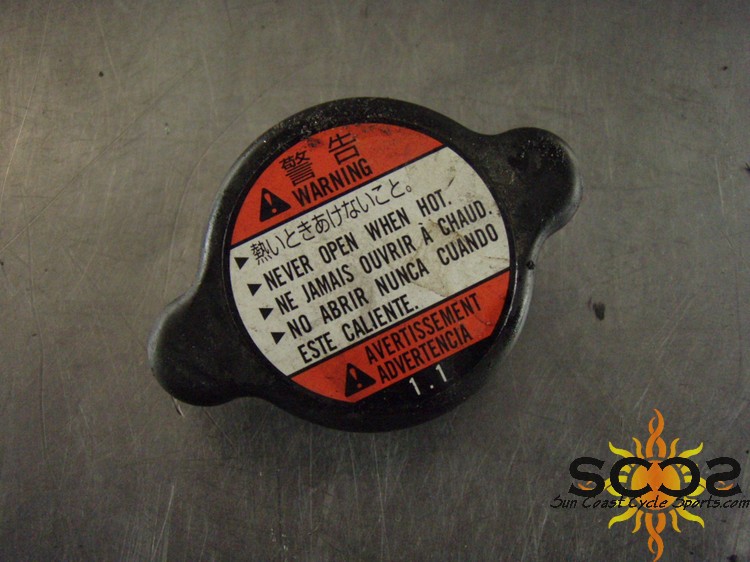 警告
WARNING
▶熱いときあけないこと。
▶NEVER OPEN WHEN HOT.
▶NE JAMAIS OUVRIR A CHAUD.
▶NO ABRIR NUNCA CUANDO
ESTE CALIENTE.
AVERTISSEMENT
ADVERTENCIA
1.1
SCCS
Sun Coast Cycle Sports.com